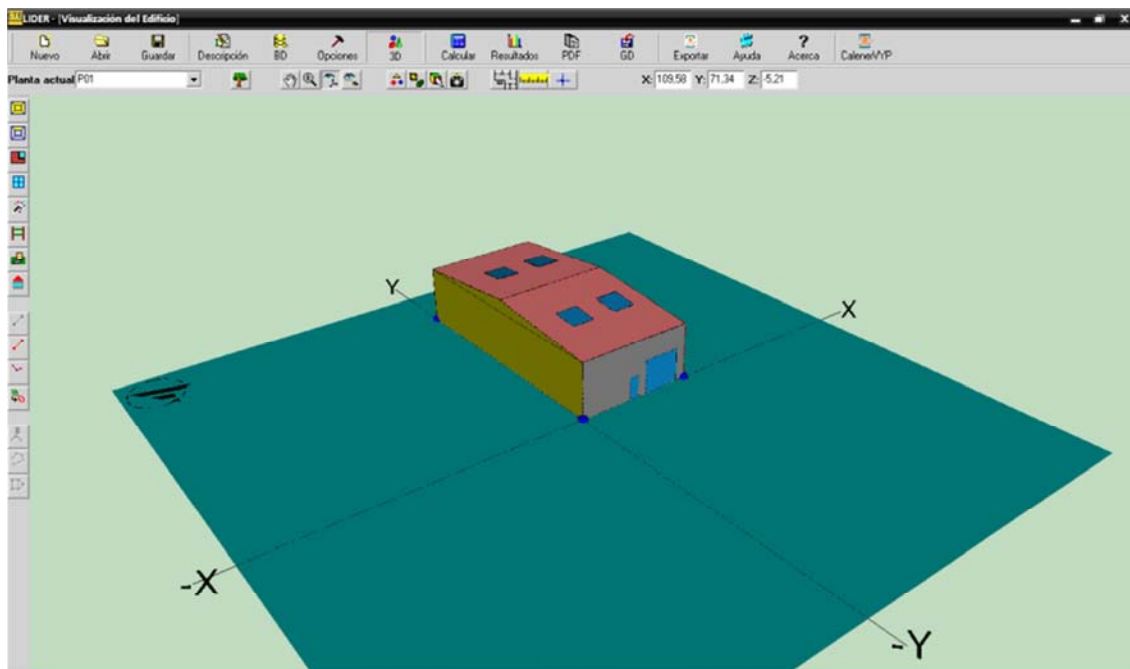 LIDER - [Visualización del Edificio]
Nuevo Abrir Guardar Descripción BD Opciones 3D Calcular Resultados PDF GD Exportar Ayuda Acerca CalenerVYP
Planta actual P01 X: 109,58 Y: 71,34 Z: -5,21
Y
X
-X
-Y